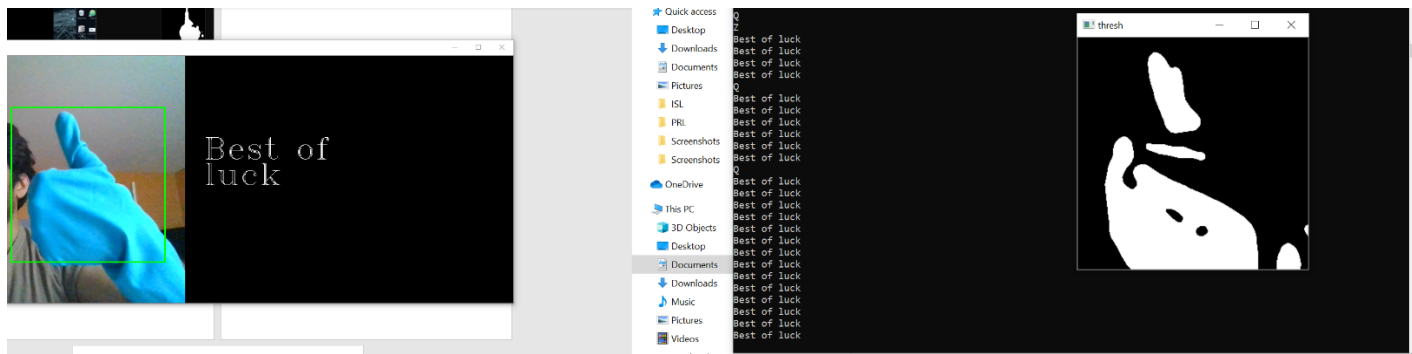 Best of
luck
Quick access
Desktop
Downloads
Documents
Pictures
ISL
PRL
Screenshots
Screenshots
OneDrive
This PC
3D Objects
Desktop
Documents
Downloads
Music
Pictures
Videos
Q
Z
Best of luck
Best of luck
Best of luck
Best of luck
Q
Best of luck
Best of luck
Best of luck
Best of luck
Best of luck
Best of luck
Q
Best of luck
Best of luck
Best of luck
Best of luck
Best of luck
Best of luck
Best of luck
Best of luck
Best of luck
Best of luck
Best of luck
Best of luck
Best of luck
Best of luck
thresh